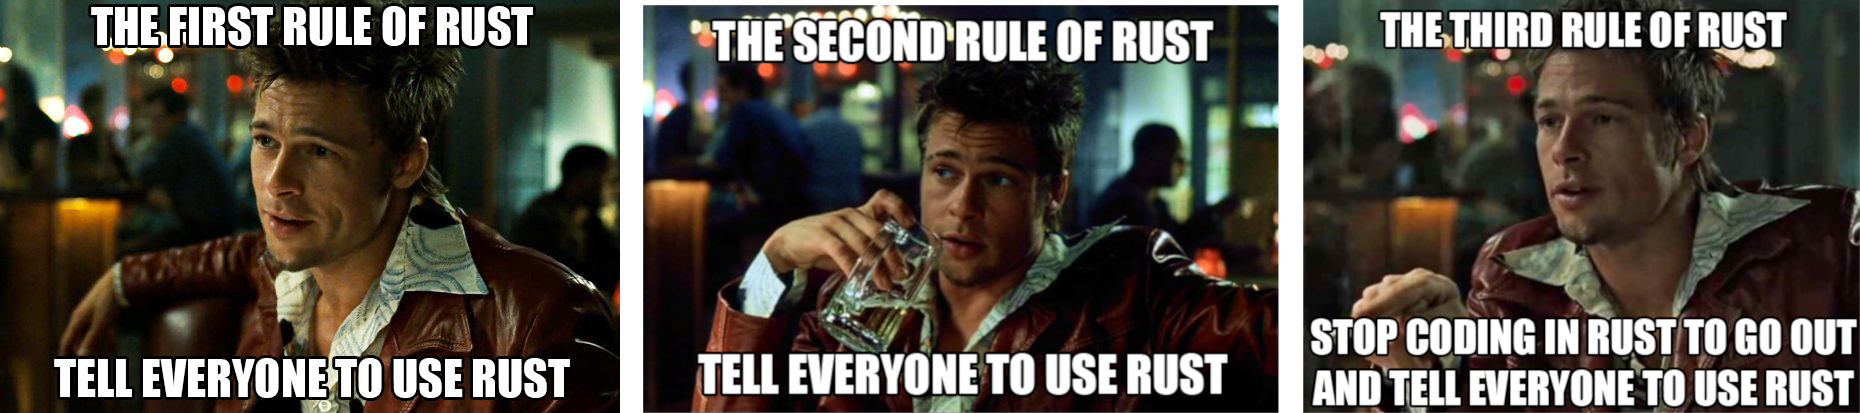 THE FIRST RULE OF RUST
TELL EVERYONE TO USE RUST
THE SECOND RULE OF RUST
TELL EVERYONE TO USE RUST
THE THIRD RULE OF RUST
STOP CODING IN RUST TO GO OUT
AND TELL EVERYONE TO USE RUST